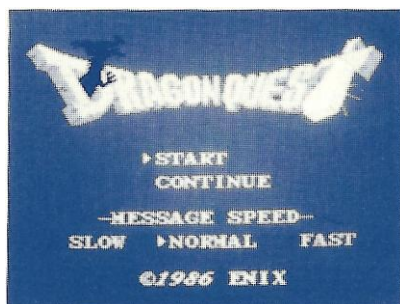 DRAGON QUEST
▶START
CONTINUE
—MESSAGE SPEED—
SLOW ▶NORMAL FAST
©1986 ENIX